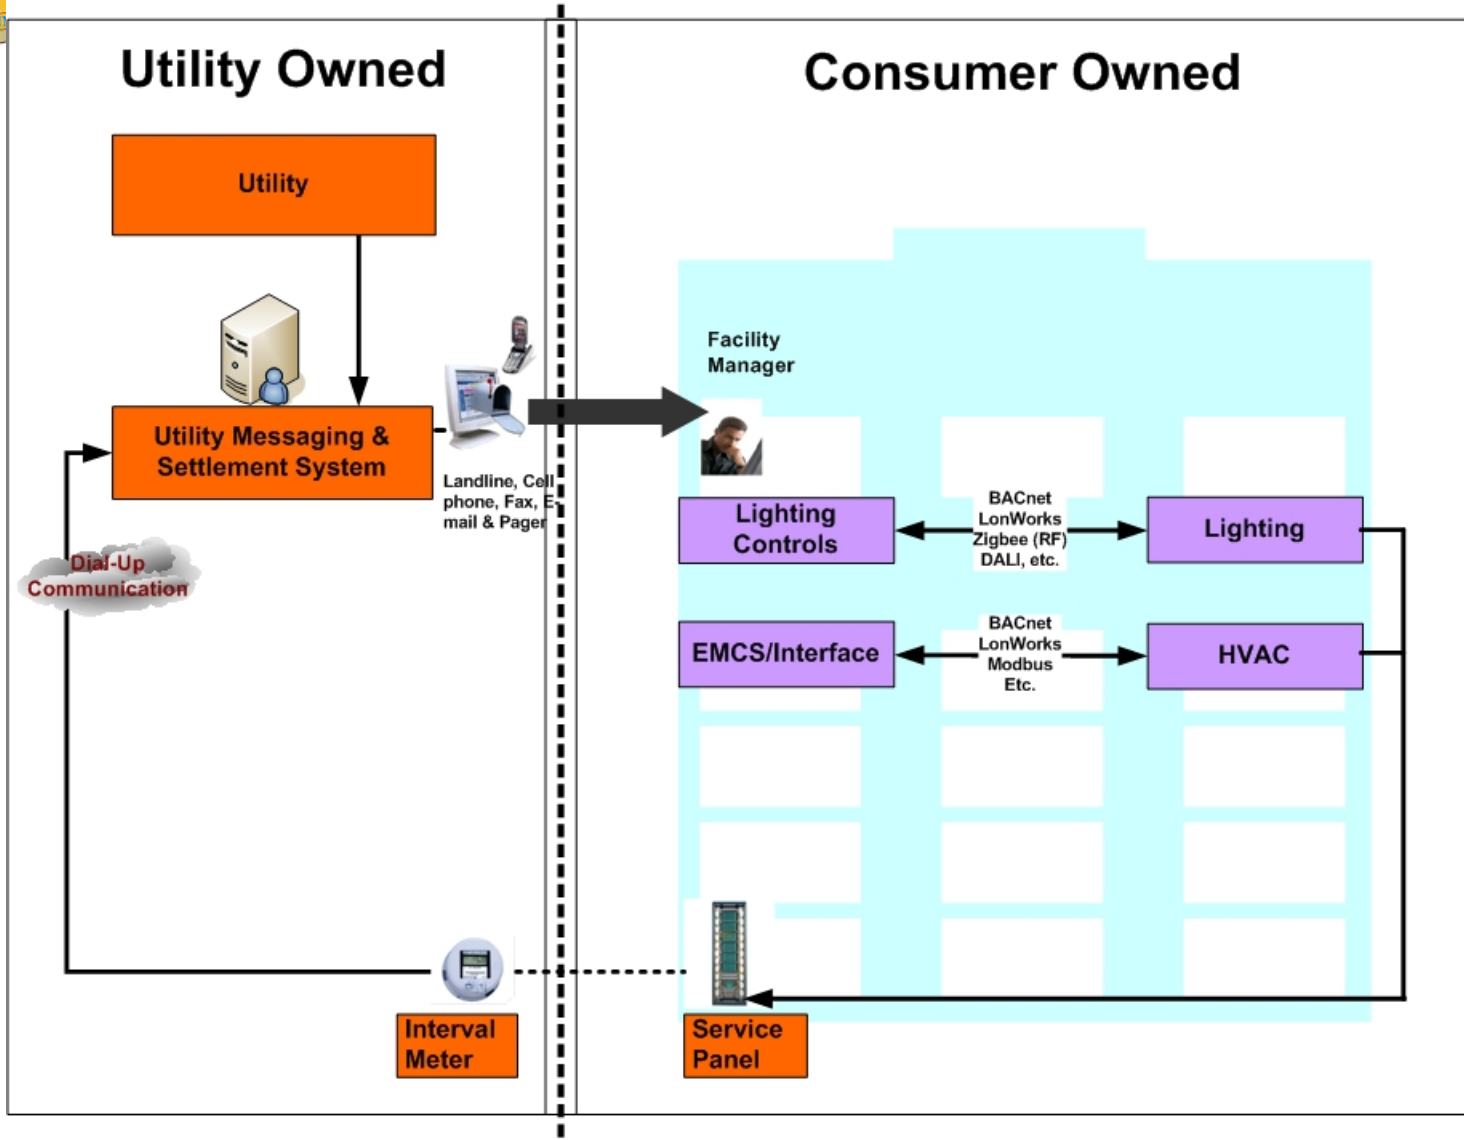 Utility Owned
Consumer Owned
Utility
Facility
Manager
Utility Messaging &
Settlement System
Landline, Cell
phone, Fax, E-
mail & Pager
Lighting
Controls
BACnet
LonWorks
Zigbee (RF)
DALI, etc.
Lighting
Dial-Up
Communication
EMCS/Interface
BACnet
LonWorks
Modbus
Etc.
HVAC
Interval
Meter
Service
Panel